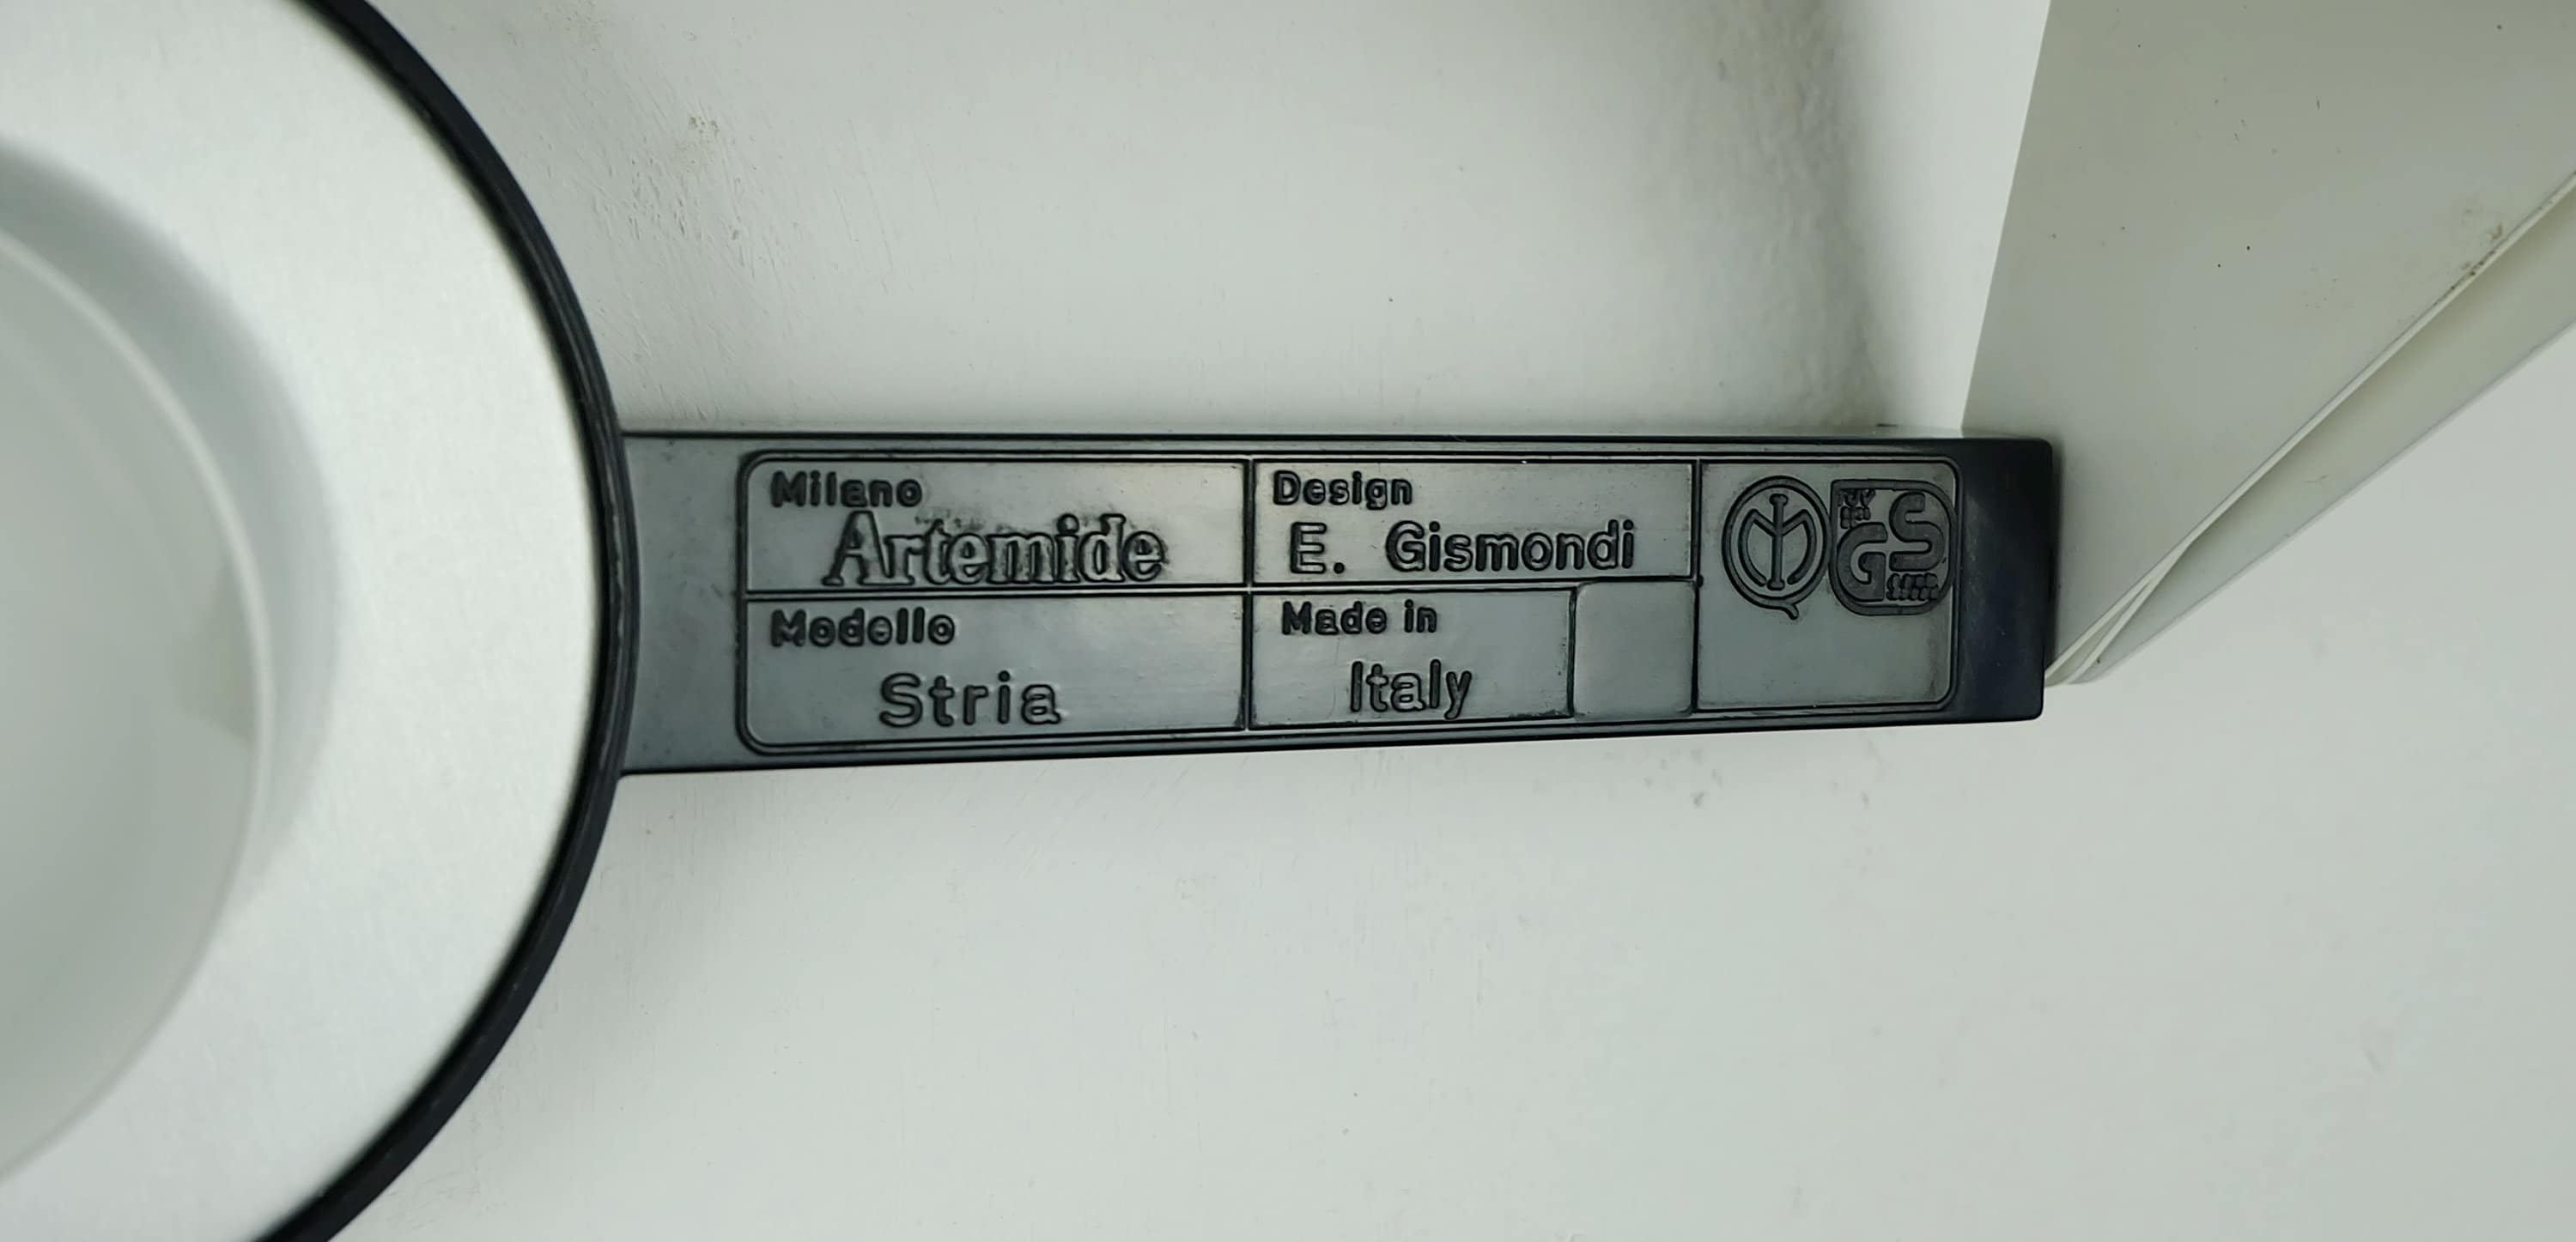 Milano
Artemide
Design
E. Gismondi
Modello
Stria
Made in
Italy
GS